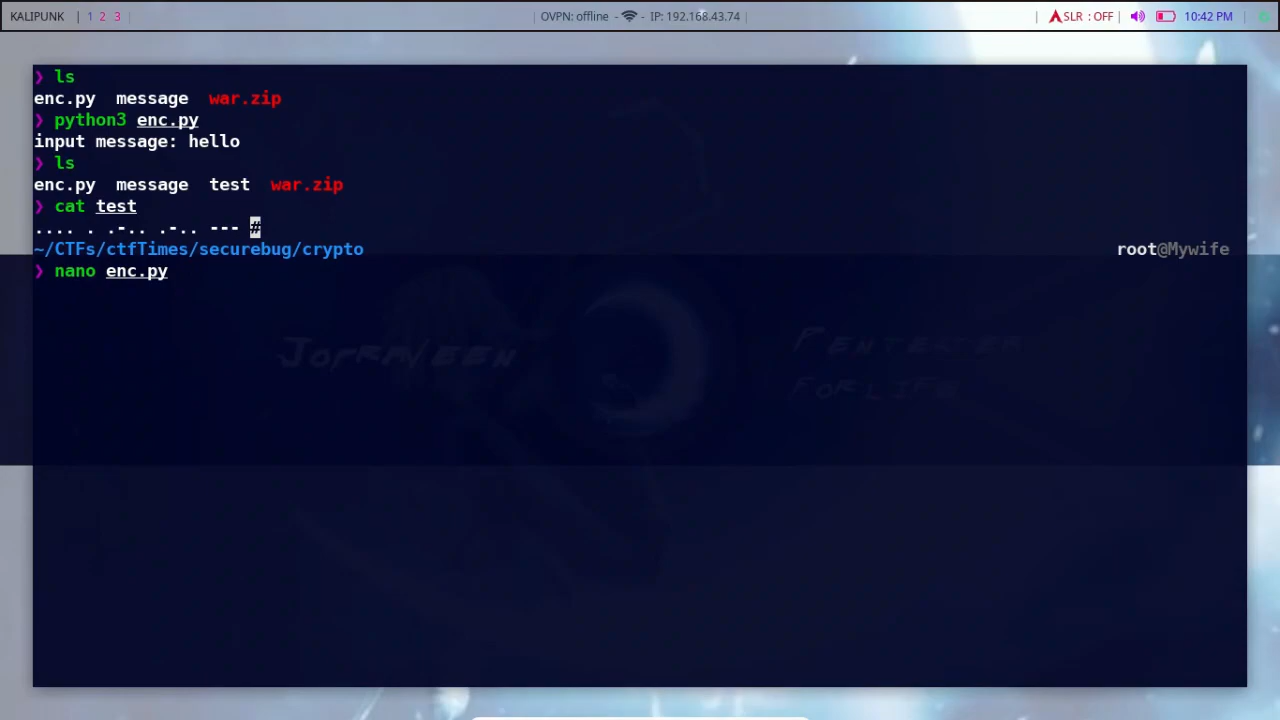 KALIPUNK | 1 2 3 |
| OVPN: offline - - IP: 192.168.43.74 |
| SLR : OFF | 10:42 PM |
❯ ls
enc.py message war.zip
❯ python3 enc.py
input message: hello
❯ ls
enc.py message test war.zip
❯ cat test
.... . .-.. .-.. --- #
~/CTFs/ctfTimes/securebug/crypto root@Mywife
❯ nano enc.py
PENTESTER
FORLIFE